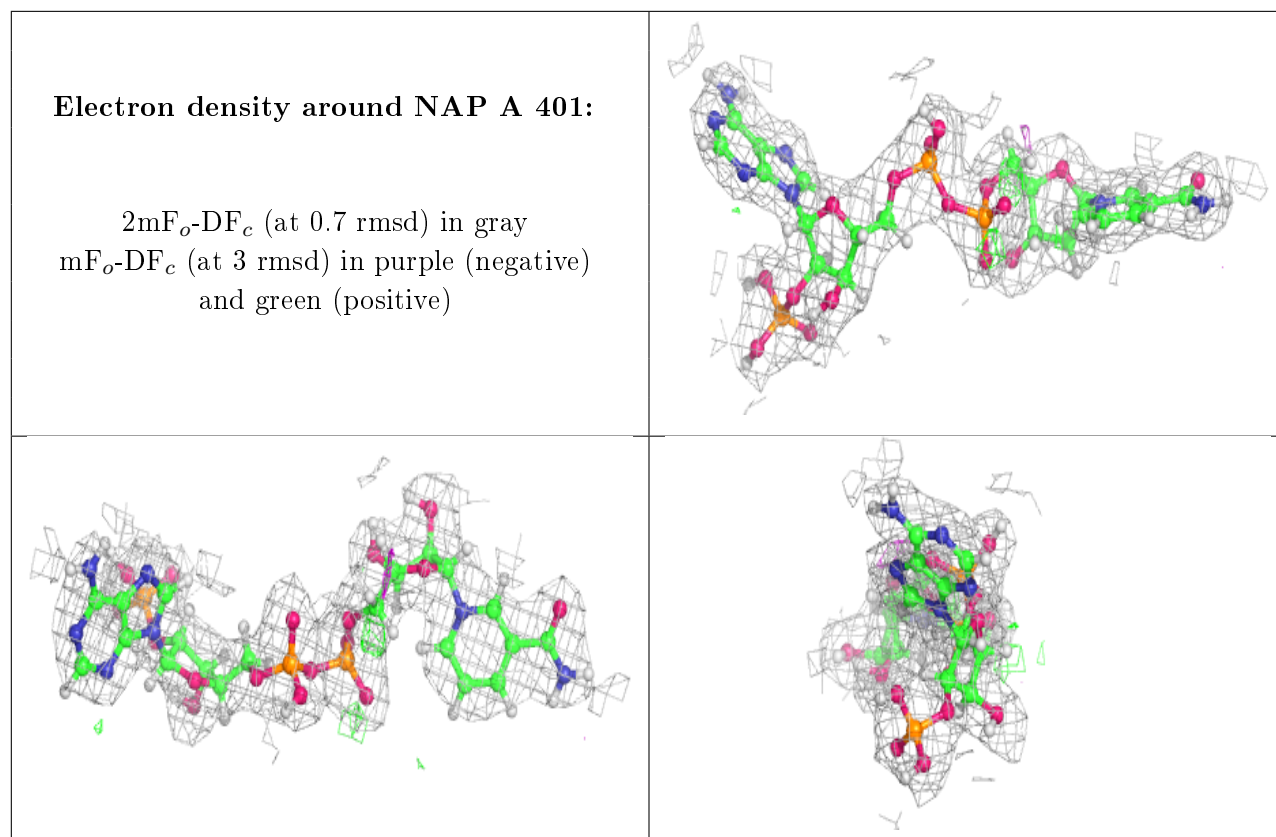 Electron density around NAP A 401:
2mFo-DFc (at 0.7 rmsd) in gray
mFo-DFc (at 3 rmsd) in purple (negative)
and green (positive)